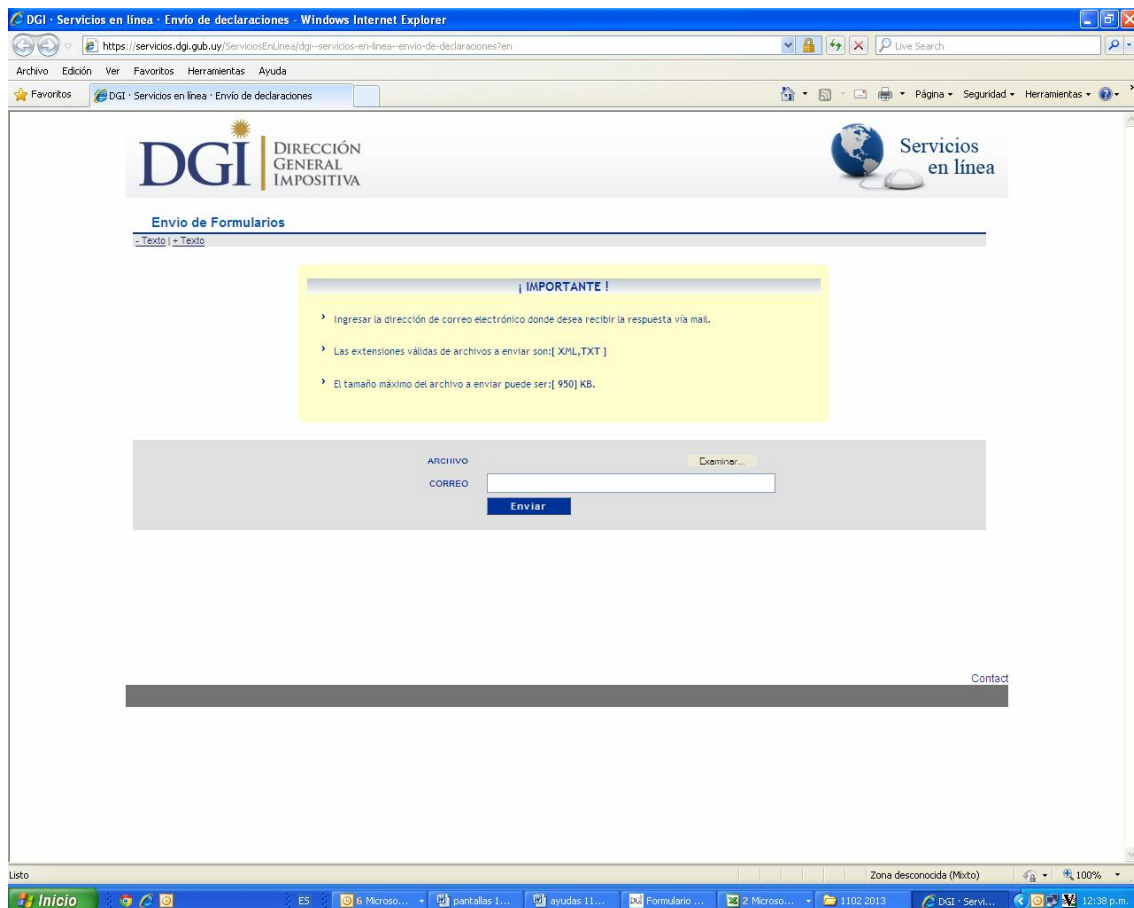 DGI · Servicios en línea · Envío de declaraciones - Windows Internet Explorer
https://servicios.dgi.gub.uy/ServiciosEnLinea/dgi--servicios-en-linea--envio-de-declaraciones?en
Live Search
Archivo Edición Ver Favoritos Herramientas Ayuda
Favoritos DGI · Servicios en línea · Envío de declaraciones Página Seguridad Herramientas
DGI DIRECCIÓN
GENERAL
IMPOSITIVA
Servicios
en línea
Envío de Formularios
- Texto | + Texto
¡ IMPORTANTE !
Ingresar la dirección de correo electrónico donde desea recibir la respuesta vía mail.
Las extensiones válidas de archivos a enviar son:[ XML,TXT ]
El tamaño máximo del archivo a enviar puede ser:[ 950] KB.
ARCHIVO Examinar...
CORREO
Enviar
Contact
Listo Zona desconocida (Mixto) 100%
Inicio ES 6 Microso... pantallas 1... ayudas 11... Formulario ... 2 Microso... 1102 2013 DGI · Servi... 12:38 p.m.